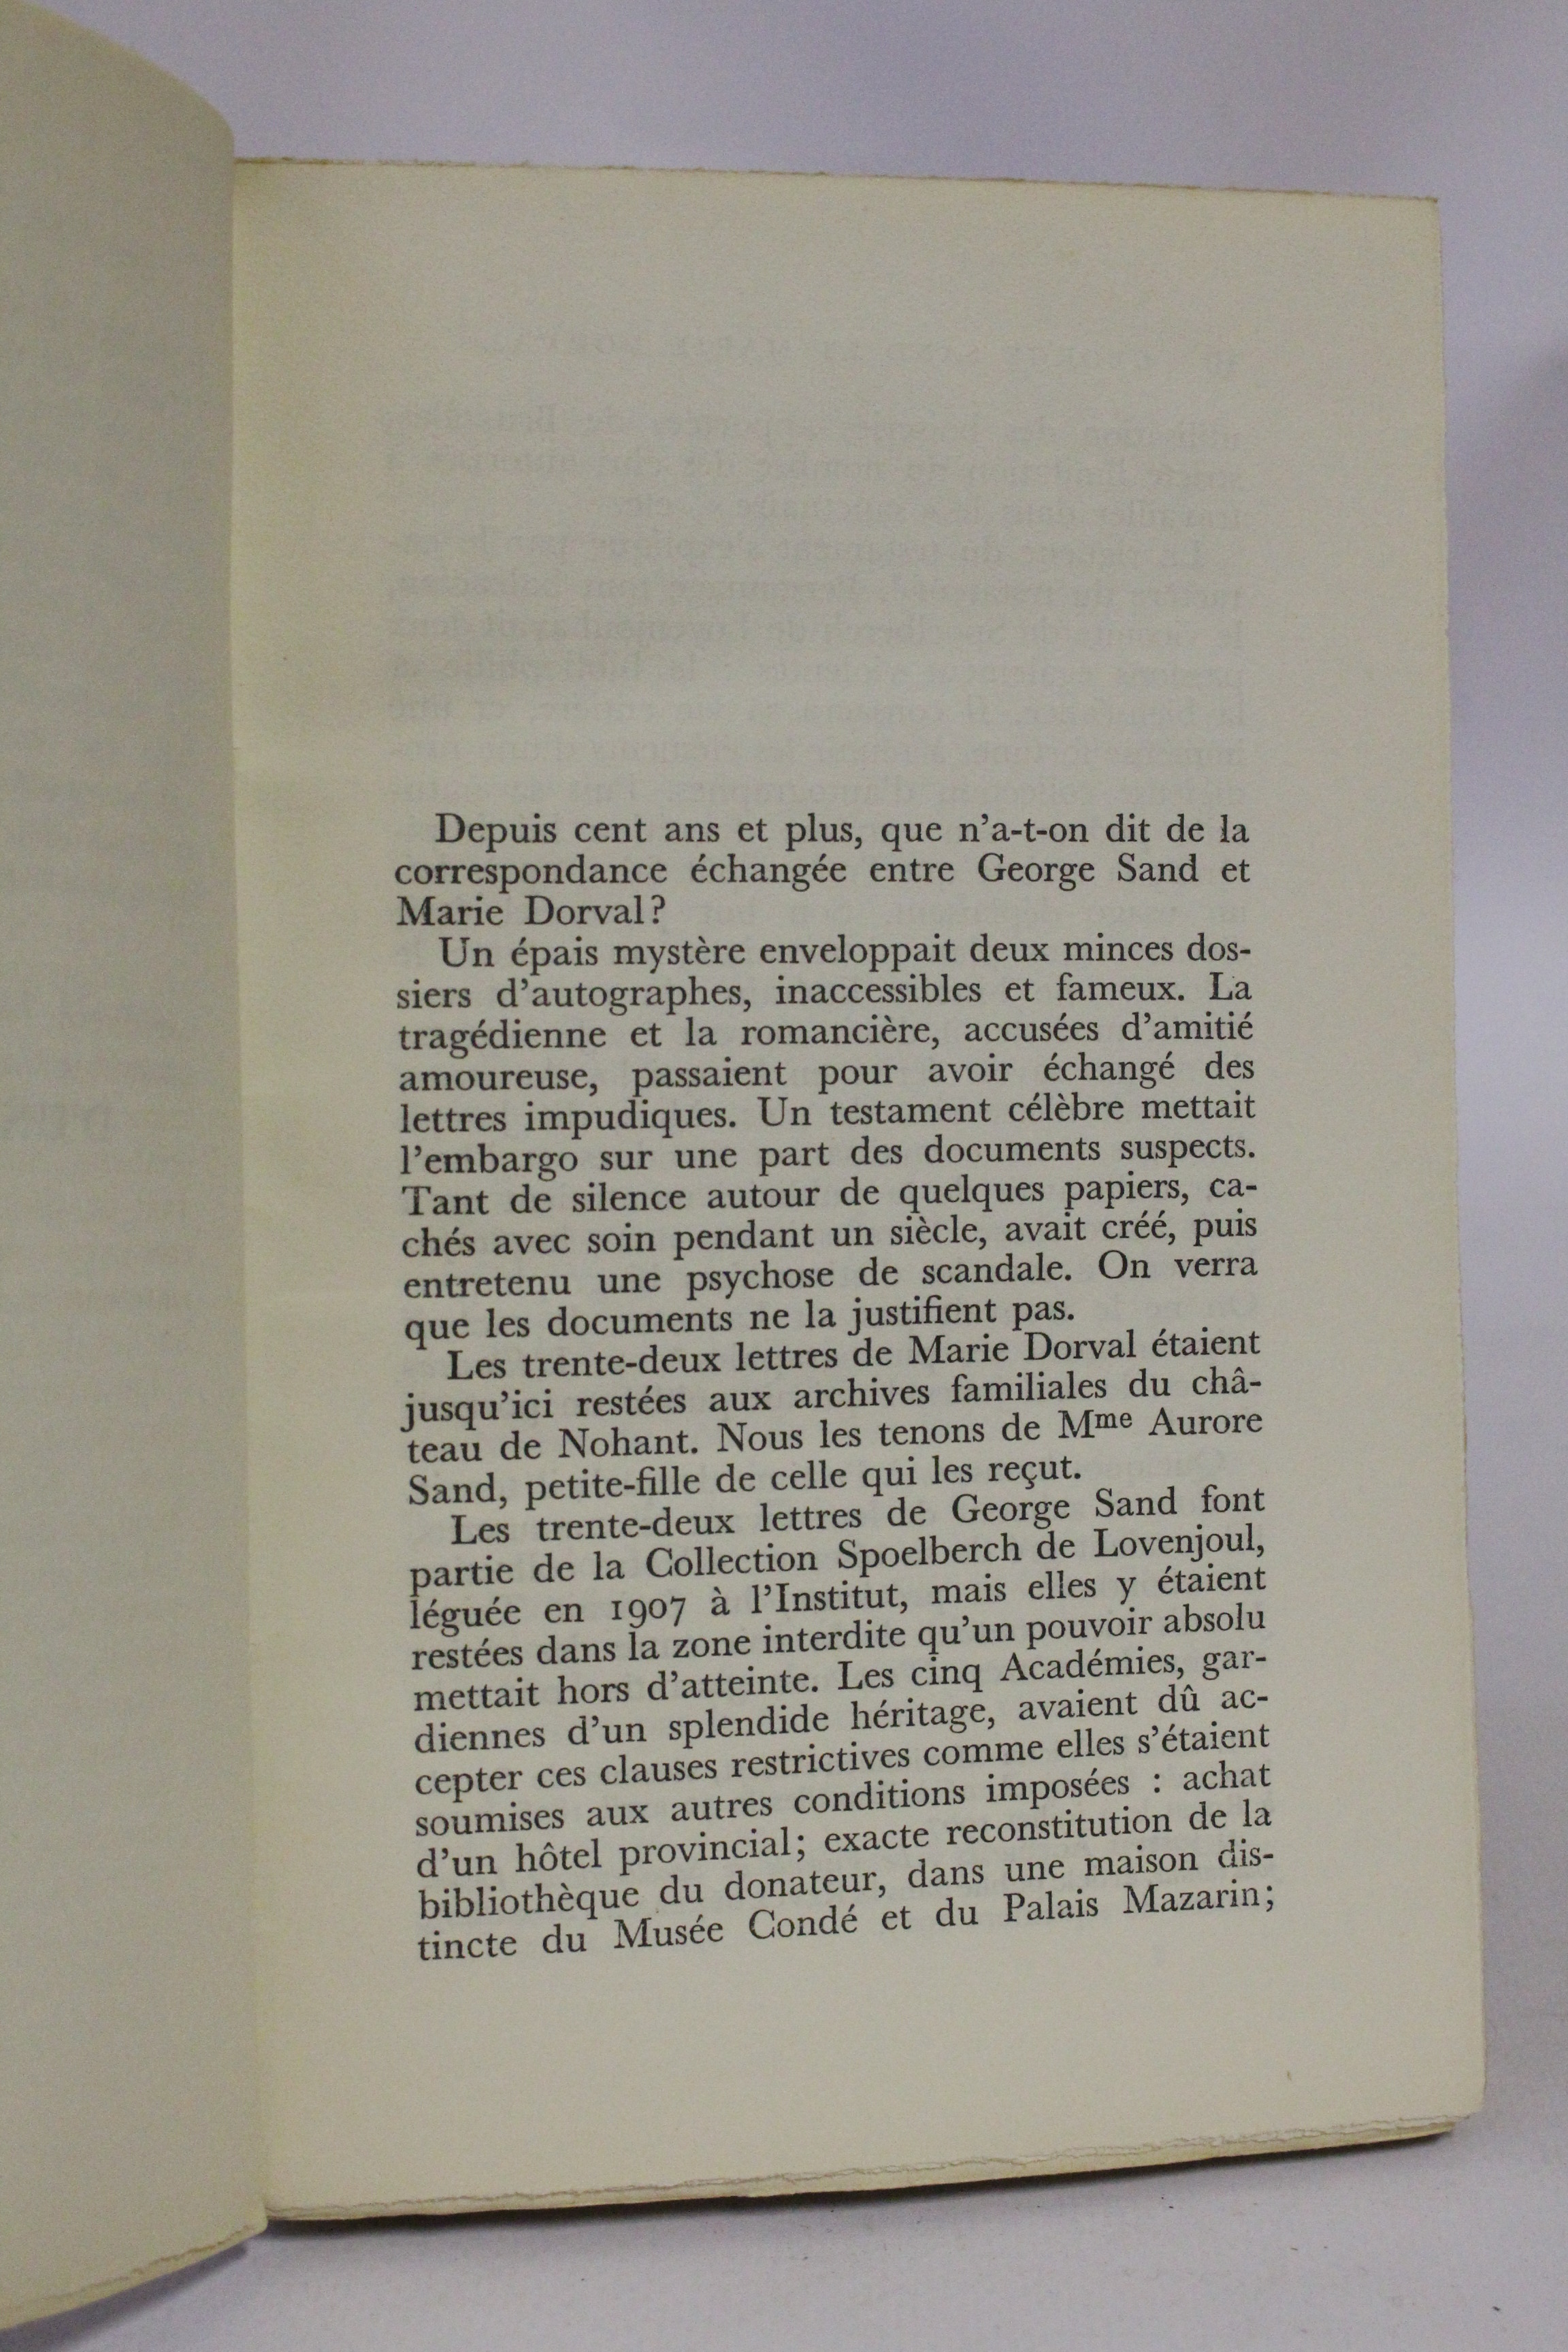 Depuis cent ans et plus, que n'a-t-on dit de la
correspondance échangée entre George Sand et
Marie Dorval?
Un épais mystère enveloppait deux minces dos-
siers d'autographes, inaccessibles et fameux. La
tragédienne et la romancière, accusées d'amitié
amoureuse, passaient pour avoir échangé des
lettres impudiques. Un testament célèbre mettait
l'embargo sur une part des documents suspects.
Tant de silence autour de quelques papiers, ca-
chés avec soin pendant un siècle, avait créé, puis
entretenu une psychose de scandale. On verra
que les documents ne la justifient pas.
Les trente-deux lettres de Marie Dorval étaient
jusqu'ici restées aux archives familiales du châ-
teau de Nohant. Nous les tenons de Mme Aurore
Sand, petite-fille de celle qui les reçut.
Les trente-deux lettres de George Sand font
partie de la Collection Spoelberch de Lovenjoul,
léguée en 1907 à l'Institut, mais elles y étaient
restées dans la zone interdite qu'un pouvoir absolu
mettait hors d'atteinte. Les cinq Académies, gar-
diennes d'un splendide héritage, avaient dû ac-
cepter ces clauses restrictives comme elles s'étaient
soumises aux autres conditions imposées : achat
d'un hôtel provincial; exacte reconstitution de la
bibliothèque du donateur, dans une maison dis-
tincte du Musée Condé et du Palais Mazarin;